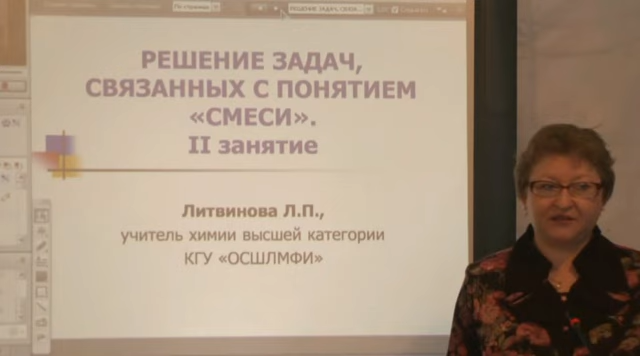 РЕШЕНИЕ ЗАДАЧ,
СВЯЗАННЫХ С ПОНЯТИЕМ
«СМЕСИ».
II занятие
Литвинова Л.П.,
учитель химии высшей категории
КГУ «ОСШЛМФИ»